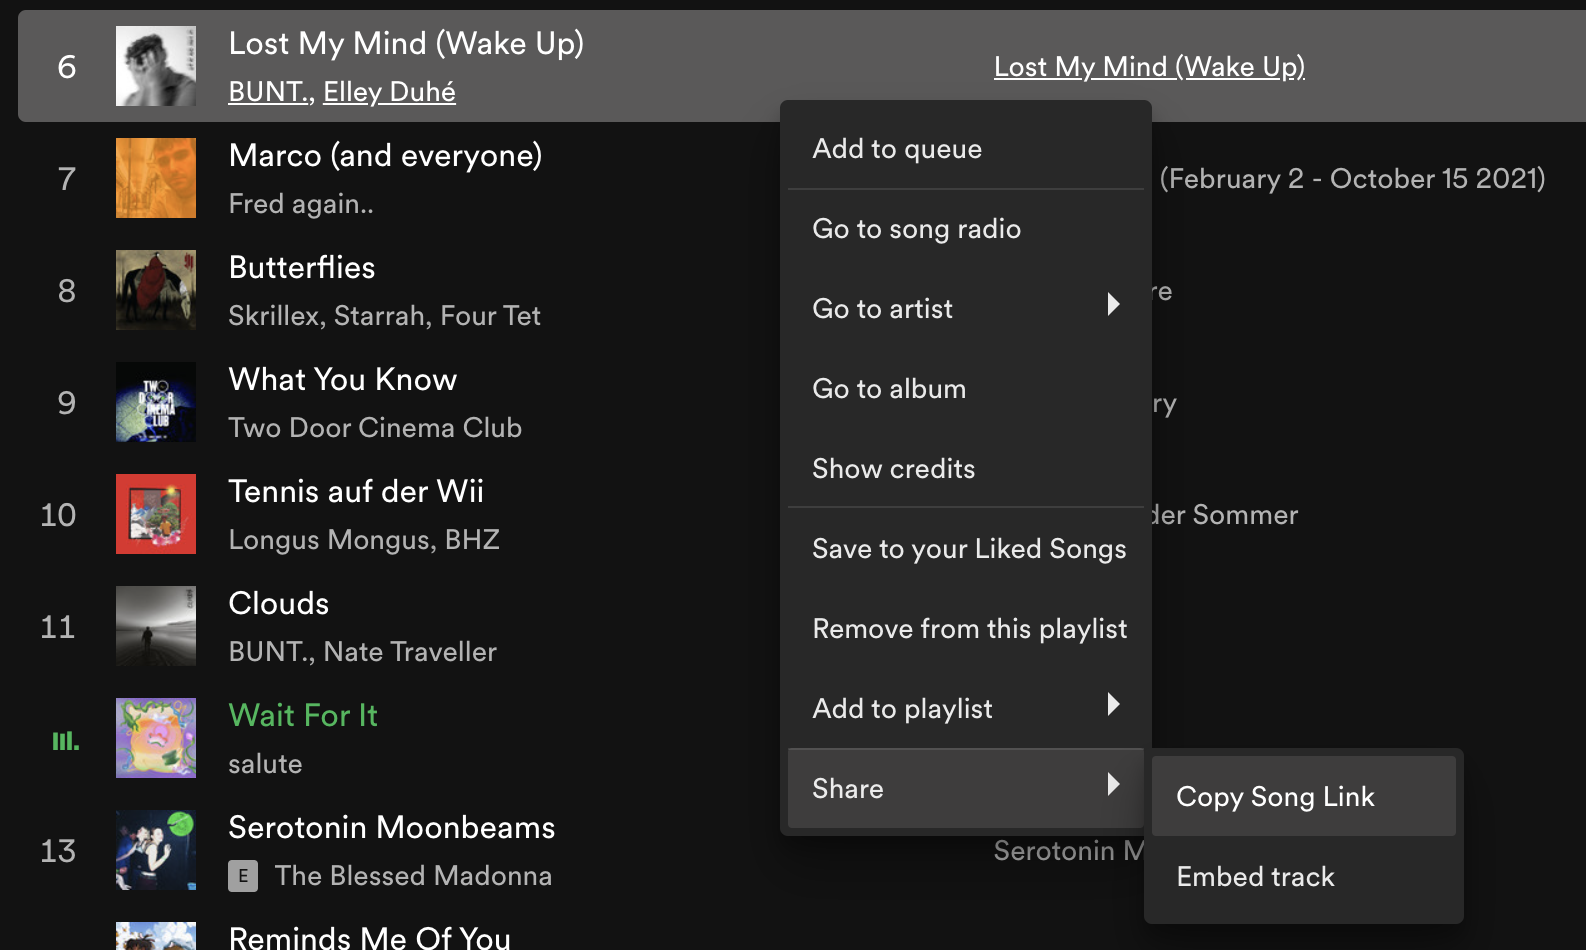 6
Lost My Mind (Wake Up)
BUNT., Elley Duhé
Lost My Mind (Wake Up)
7
Marco (and everyone)
Fred again..
(February 2 - October 15 2021)
8
Butterflies
Skrillex, Starrah, Four Tet
re
9
What You Know
Two Door Cinema Club
ry
10
Tennis auf der Wii
Longus Mongus, BHZ
der Sommer
11
Clouds
BUNT., Nate Traveller
Wait For It
salute
13
Serotonin Moonbeams
E The Blessed Madonna
Serotonin M
Reminds Me Of You
Add to queue
Go to song radio
Go to artist
Go to album
Show credits
Save to your Liked Songs
Remove from this playlist
Add to playlist
Share
Copy Song Link
Embed track
TWO
DOOR
CINEMA
CLUB